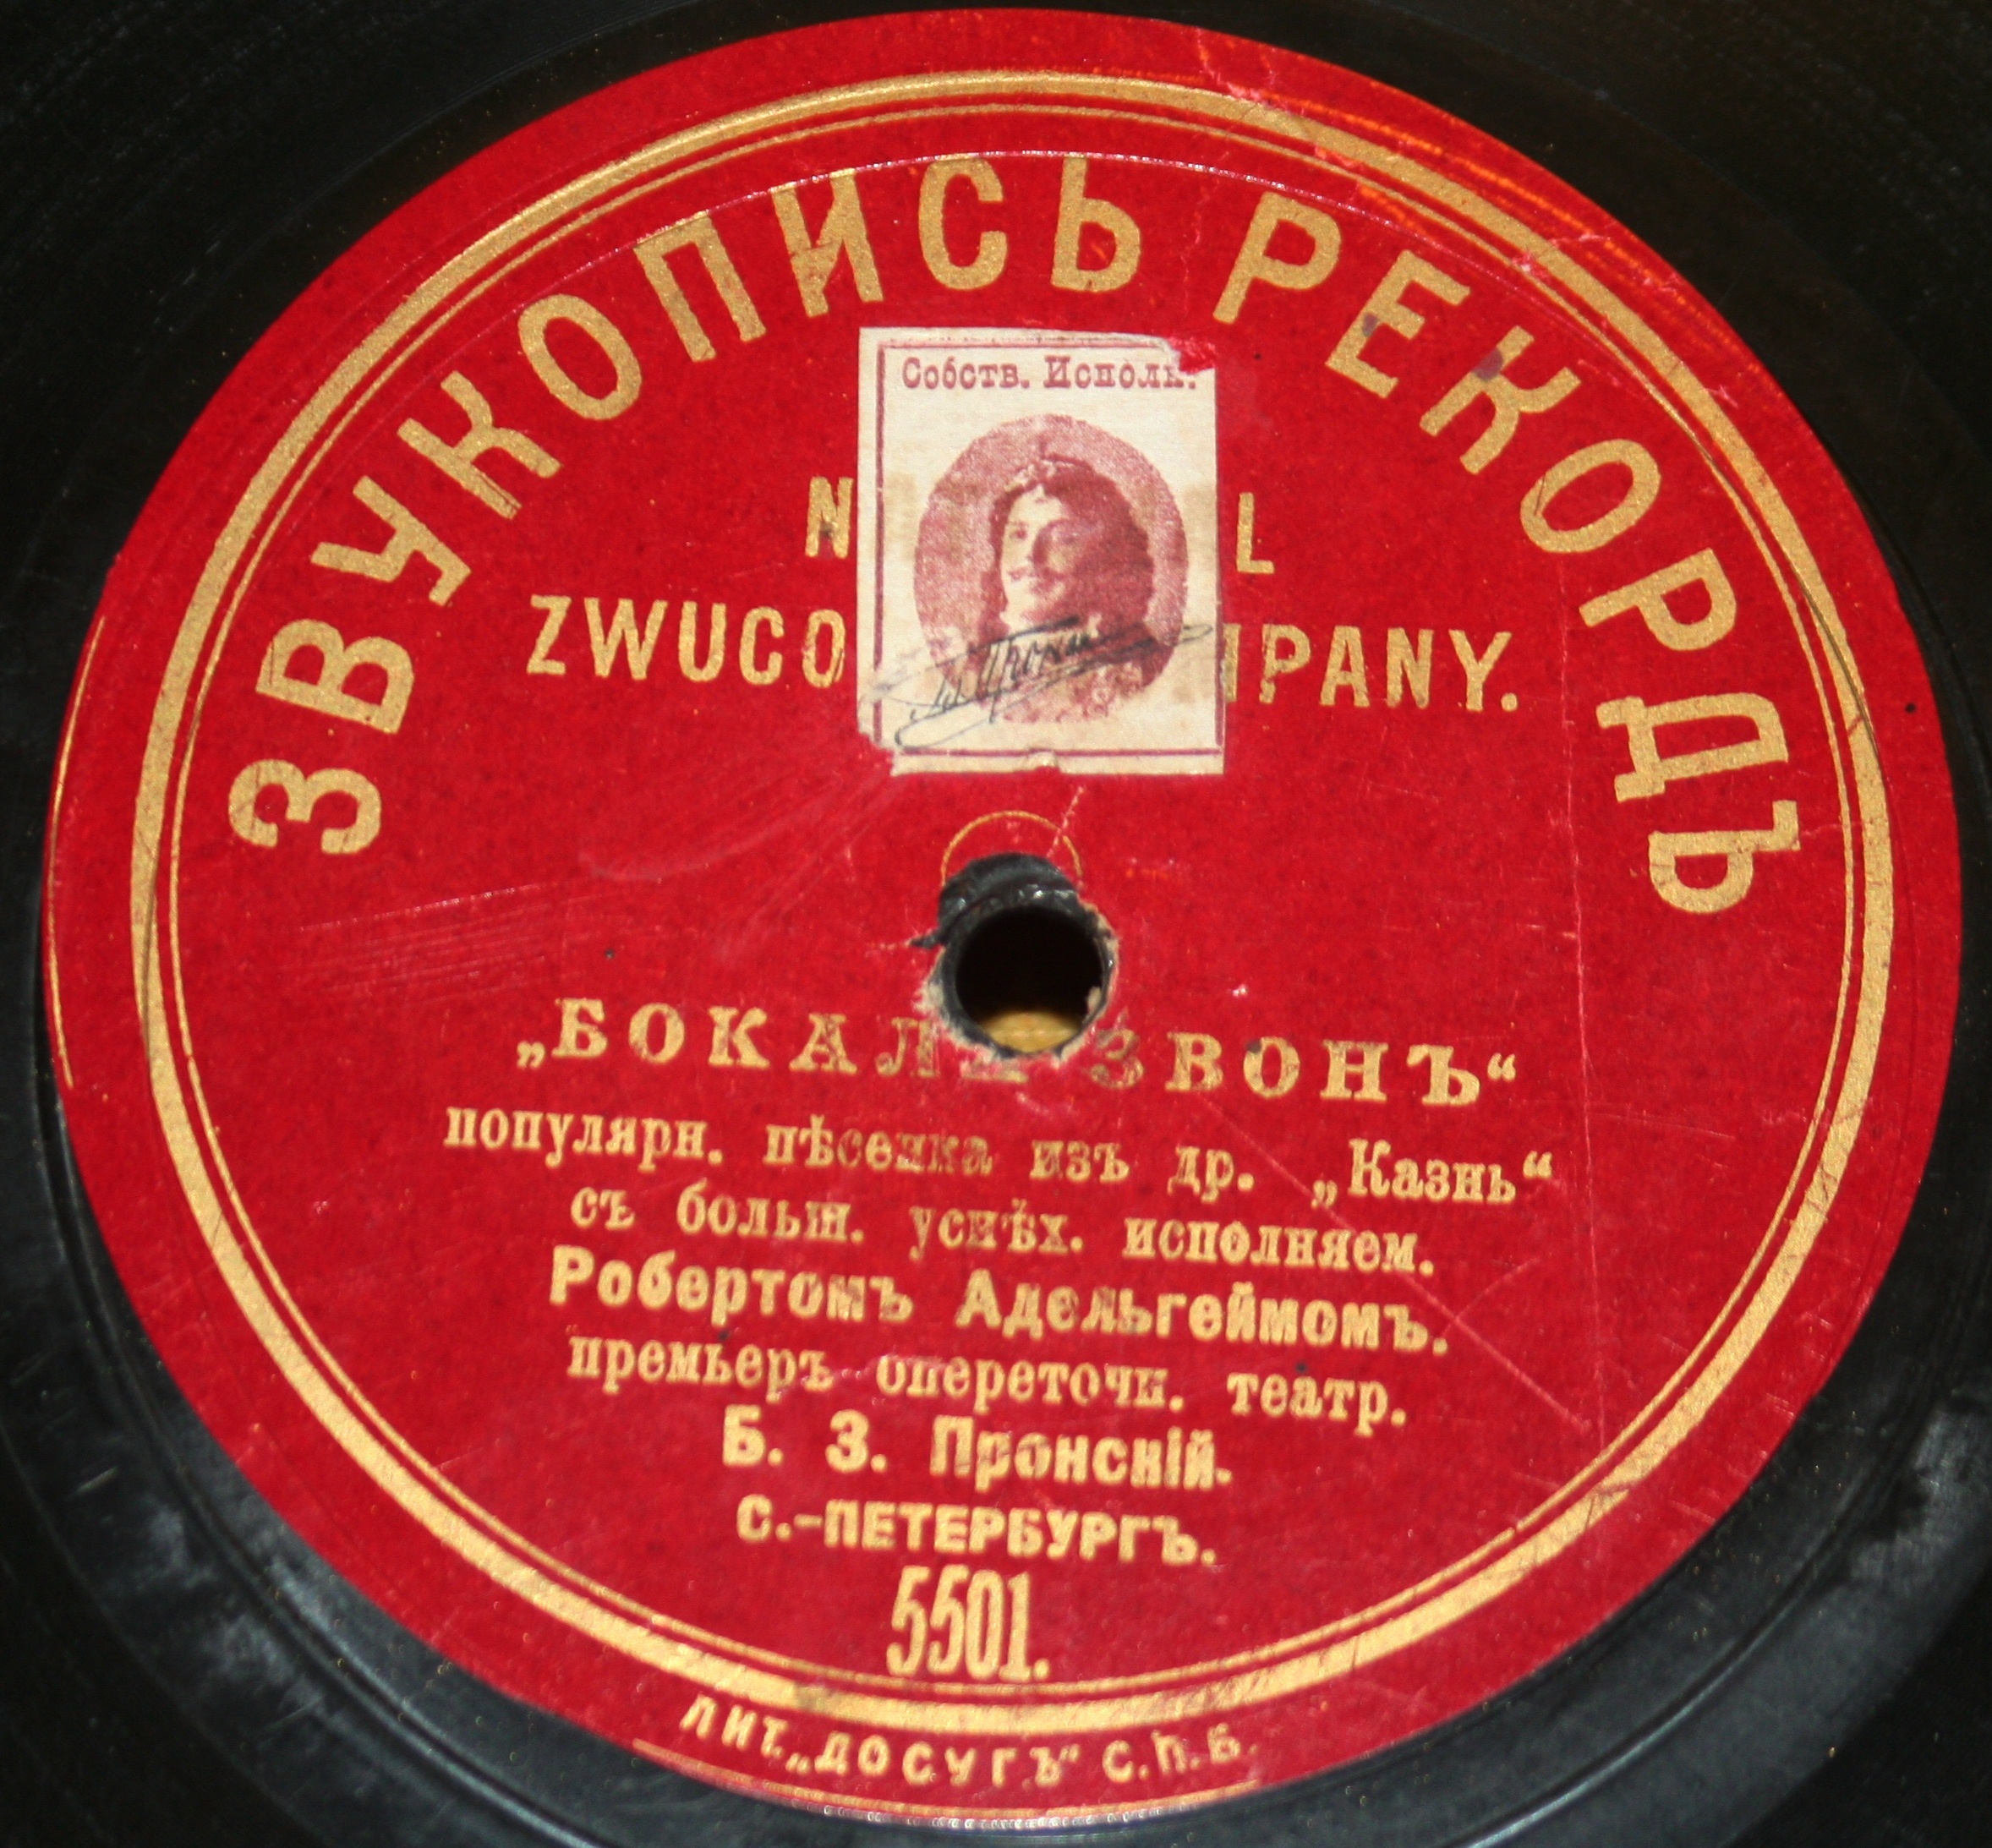 ЗВУКОПИСЬ РЕКОРДЪ
Собств. Исполн.
N L
ZWUCO MPANY.
„БОКАЛ ЗВОНЪ“
популярн. пѣсенка изъ др. „Казнь“
съ больш. успѣх. исполняем.
Робертомъ Адельгеймомъ.
премьеръ опереточн. театр.
Б. З. Пронскій.
С.-ПЕТЕРБУРГЪ.
5501.
ЛИТ. „ДОСУГЪ“ С.П.Б.